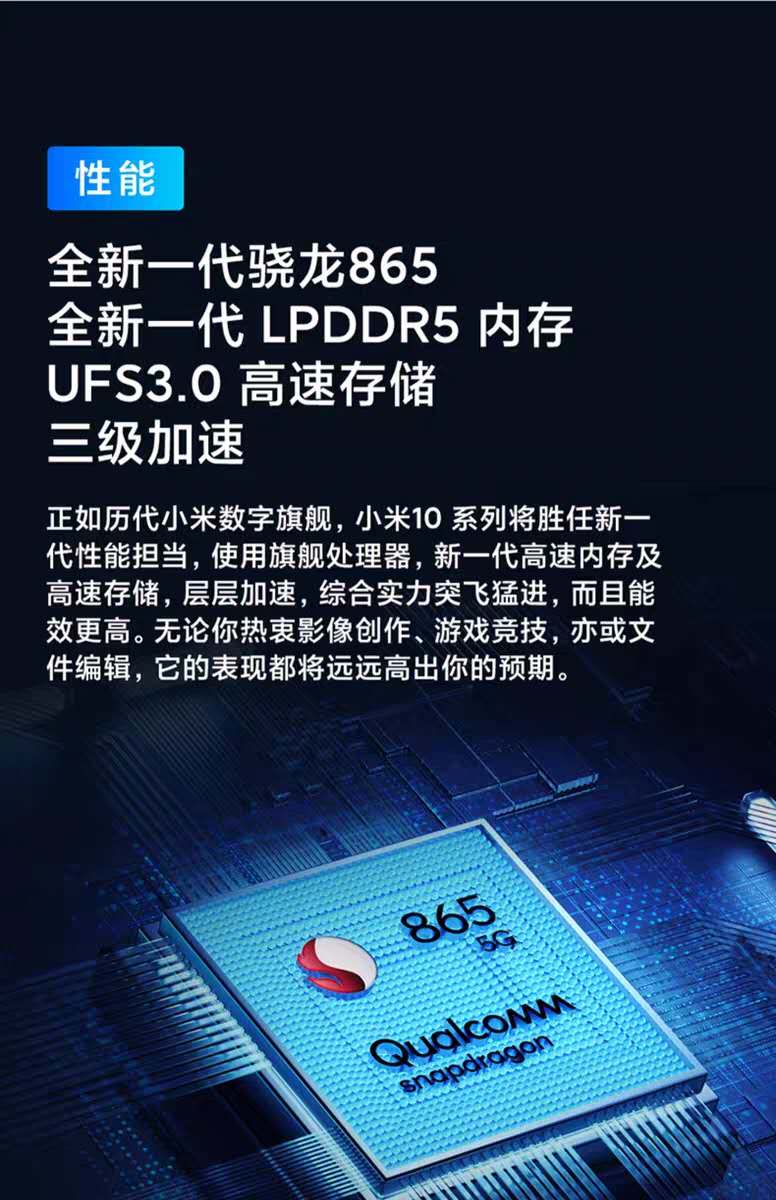 性能
全新一代骁龙865
全新一代 LPDDR5 内存
UFS3.0 高速存储
三级加速
正如历代小米数字旗舰，小米10 系列将胜任新一
代性能担当，使用旗舰处理器，新一代高速内存及
高速存储，层层加速，综合实力突飞猛进，而且能
效更高。无论你热衷影像创作、游戏竞技，亦或文
件编辑，它的表现都将远远高出你的预期。
865
5G
Qualcomm
snapdragon